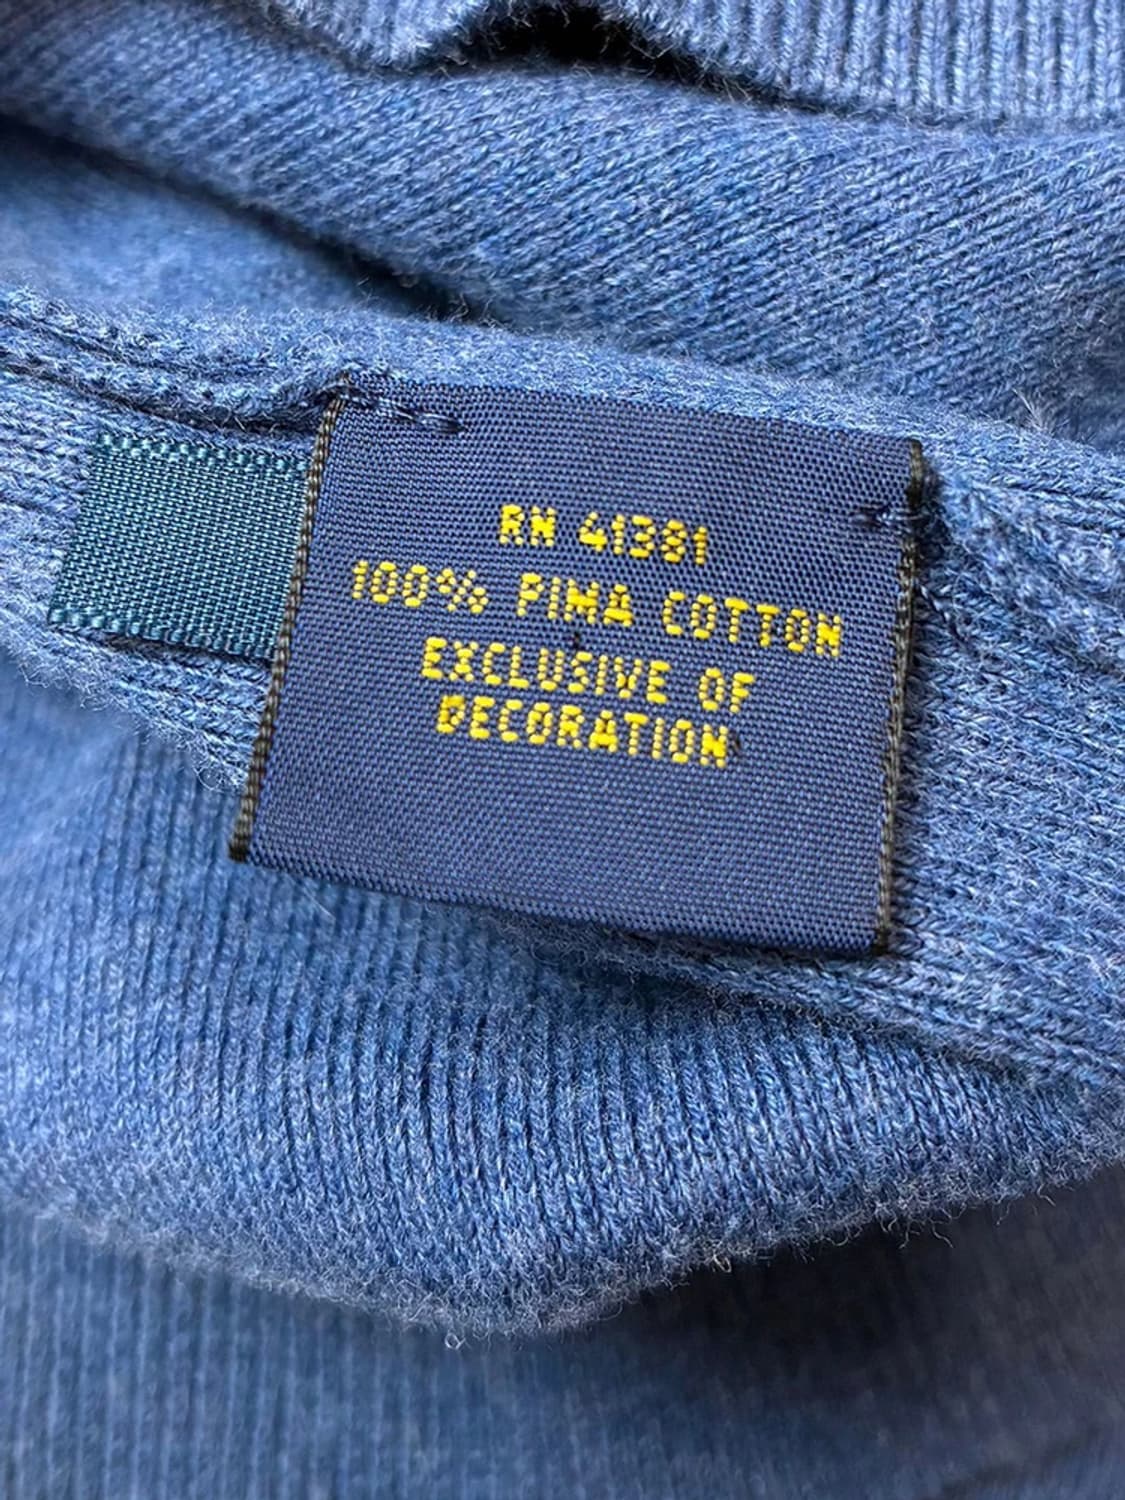 RN 41381
100% PIMA COTTON
EXCLUSIVE OF
DECORATION